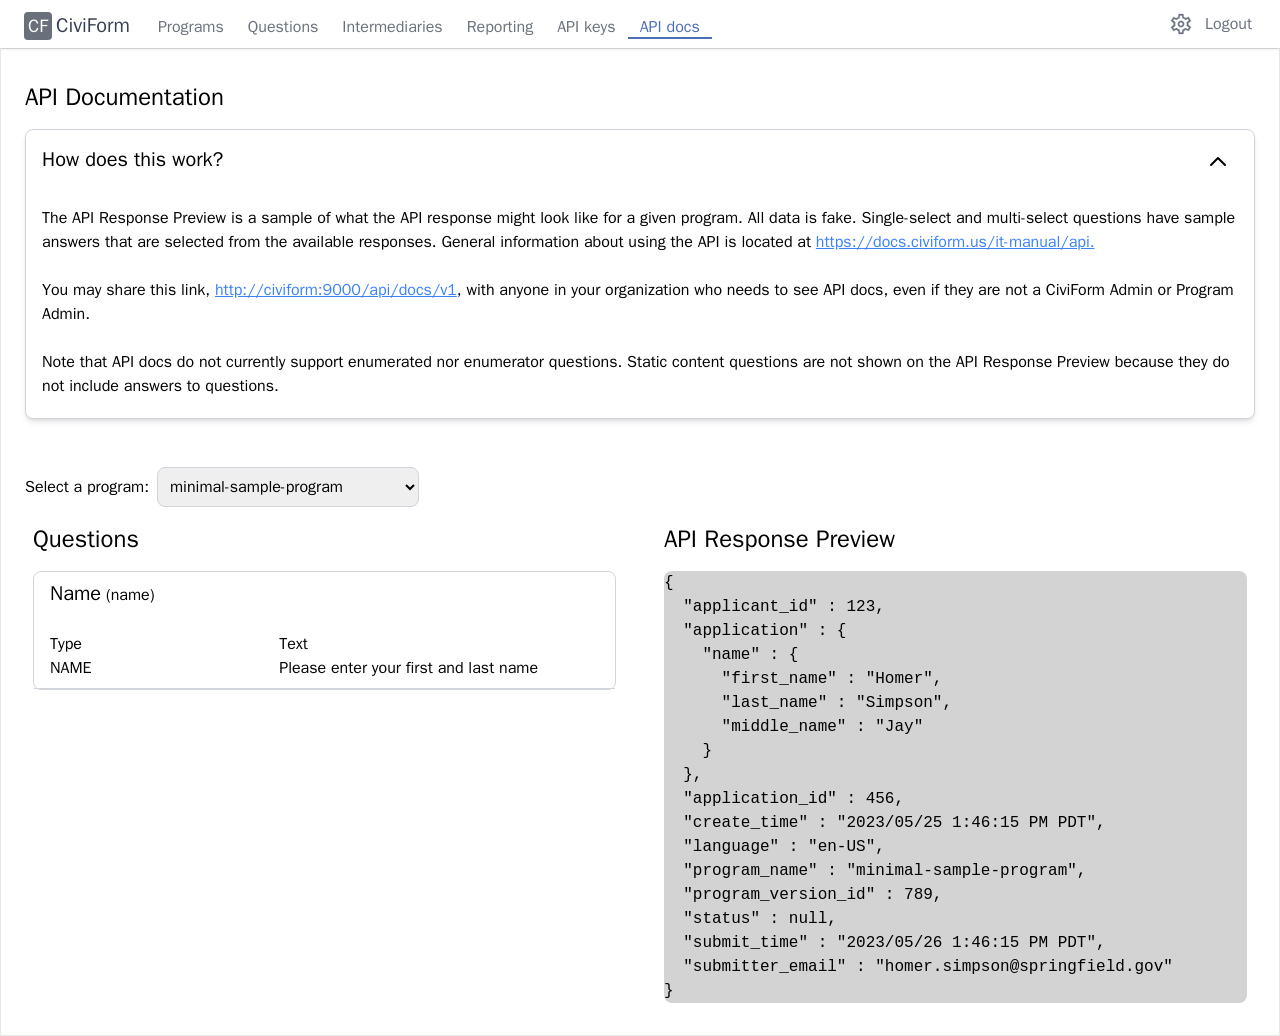 CF CiviForm Programs Questions Intermediaries Reporting API keys API docs Logout
API Documentation
How does this work?
The API Response Preview is a sample of what the API response might look like for a given program. All data is fake. Single-select and multi-select questions have sample
answers that are selected from the available responses. General information about using the API is located at https://docs.civiform.us/it-manual/api.
You may share this link, http://civiform:9000/api/docs/v1, with anyone in your organization who needs to see API docs, even if they are not a CiviForm Admin or Program
Admin.
Note that API docs do not currently support enumerated nor enumerator questions. Static content questions are not shown on the API Response Preview because they do
not include answers to questions.
Select a program: minimal-sample-program
Questions
Name (name)
Type Text
NAME Please enter your first and last name
API Response Preview
{
  "applicant_id" : 123,
  "application" : {
    "name" : {
      "first_name" : "Homer",
      "last_name" : "Simpson",
      "middle_name" : "Jay"
    }
  },
  "application_id" : 456,
  "create_time" : "2023/05/25 1:46:15 PM PDT",
  "language" : "en-US",
  "program_name" : "minimal-sample-program",
  "program_version_id" : 789,
  "status" : null,
  "submit_time" : "2023/05/26 1:46:15 PM PDT",
  "submitter_email" : "homer.simpson@springfield.gov"
}